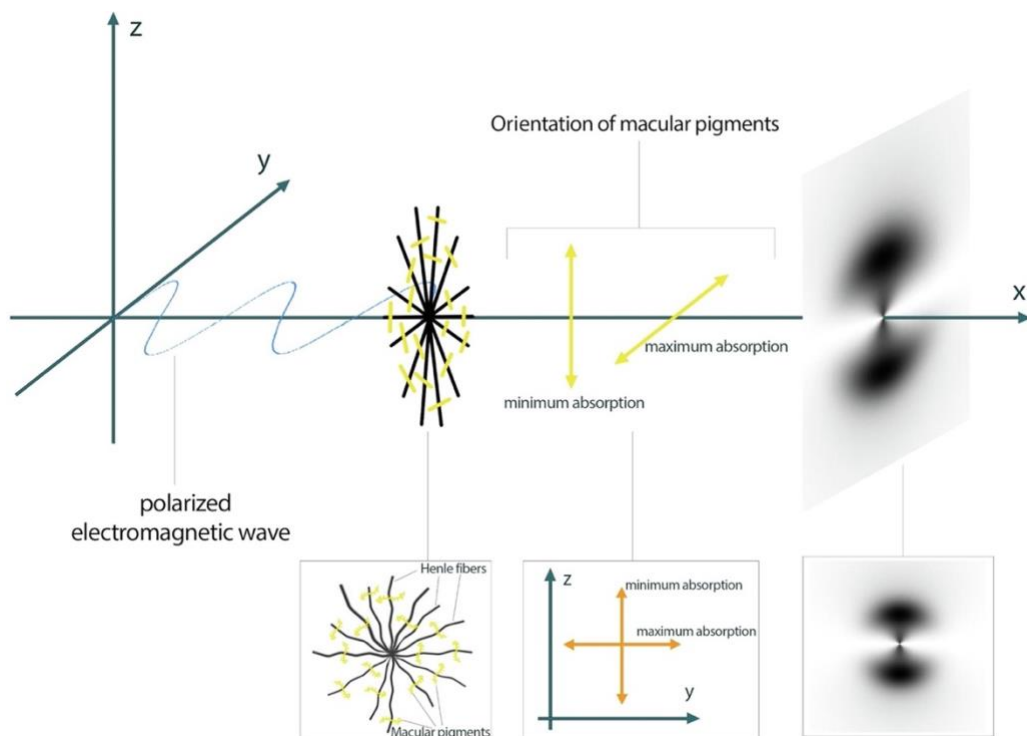 z
y
Orientation of macular pigments
x
maximum absorption
minimum absorption
polarized
electromagnetic wave
Henle fibers
Macular pigments
z
minimum absorption
maximum absorption
y